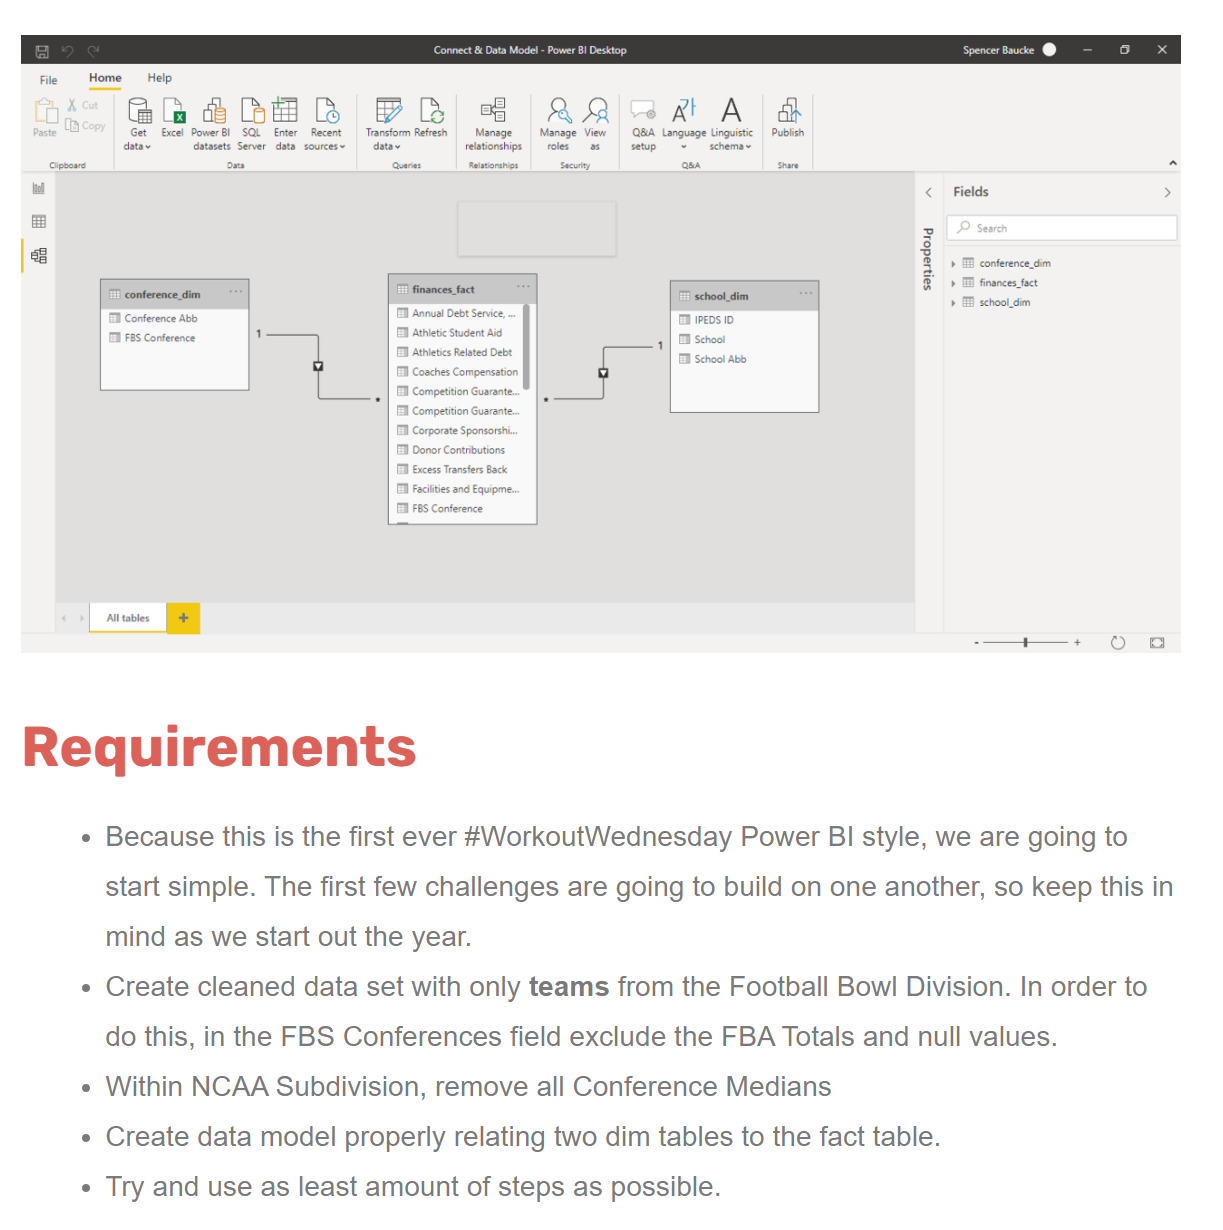 Connect & Data Model - Power BI Desktop
Spencer Baucke
File Home Help
Paste
Cut
Copy
Clipboard
Get data
Excel
Power BI datasets
SQL Server
Enter data
Recent sources
Data
Transform data
Refresh
Queries
Manage relationships
Relationships
Manage roles
View as
Security
Q&A setup
Language
Linguistic schema
Q&A
Publish
Share
conference_dim
Conference Abb
FBS Conference
1
*
finances_fact
Annual Debt Service, ...
Athletic Student Aid
Athletics Related Debt
Coaches Compensation
Competition Guarante...
Competition Guarante...
Corporate Sponsorshi...
Donor Contributions
Excess Transfers Back
Facilities and Equipme...
FBS Conference
*
1
school_dim
IPEDS ID
School
School Abb
Properties
Fields
Search
conference_dim
finances_fact
school_dim
All tables
Requirements
• Because this is the first ever #WorkoutWednesday Power BI style, we are going to
start simple. The first few challenges are going to build on one another, so keep this in
mind as we start out the year.
• Create cleaned data set with only teams from the Football Bowl Division. In order to
do this, in the FBS Conferences field exclude the FBA Totals and null values.
• Within NCAA Subdivision, remove all Conference Medians
• Create data model properly relating two dim tables to the fact table.
• Try and use as least amount of steps as possible.